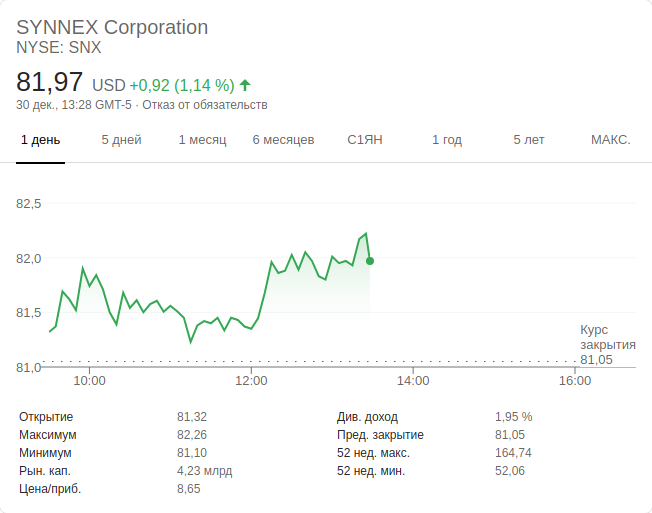 SYNNEX Corporation
NYSE: SNX
81,97 USD +0,92 (1,14 %)
30 дек., 13:28 GMT-5 · Отказ от обязательств
1 день 5 дней 1 месяц 6 месяцев С1ЯН 1 год 5 лет МАКС.
82,5
82,0
81,5
81,0
Курс
закрытия
81,05
10:00 12:00 14:00 16:00
Открытие 81,32
Максимум 82,26
Минимум 81,10
Рын. кап. 4,23 млрд
Цена/приб. 8,65
Див. доход 1,95 %
Пред. закрытие 81,05
52 нед. макс. 164,74
52 нед. мин. 52,06